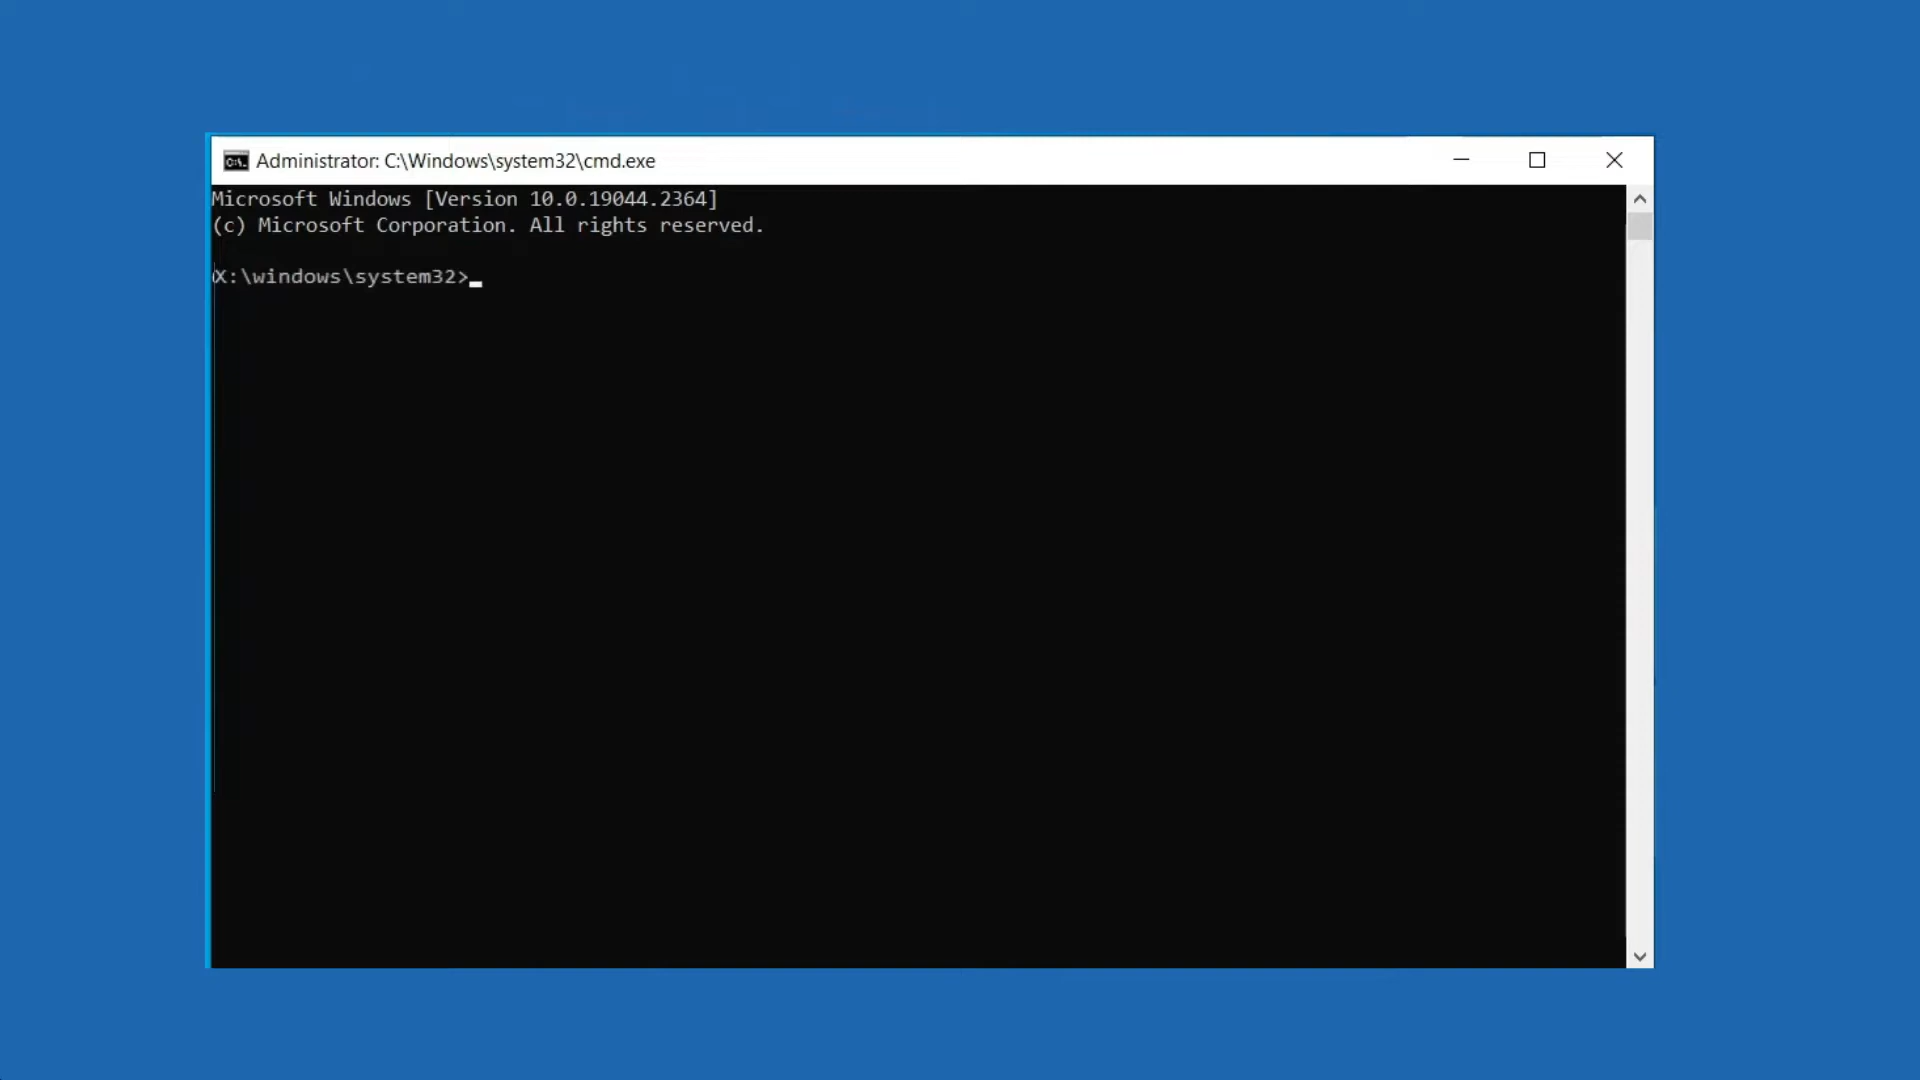 Administrator: C:\Windows\system32\cmd.exe
Microsoft Windows [Version 10.0.19044.2364]
(c) Microsoft Corporation. All rights reserved.
X:\windows\system32>